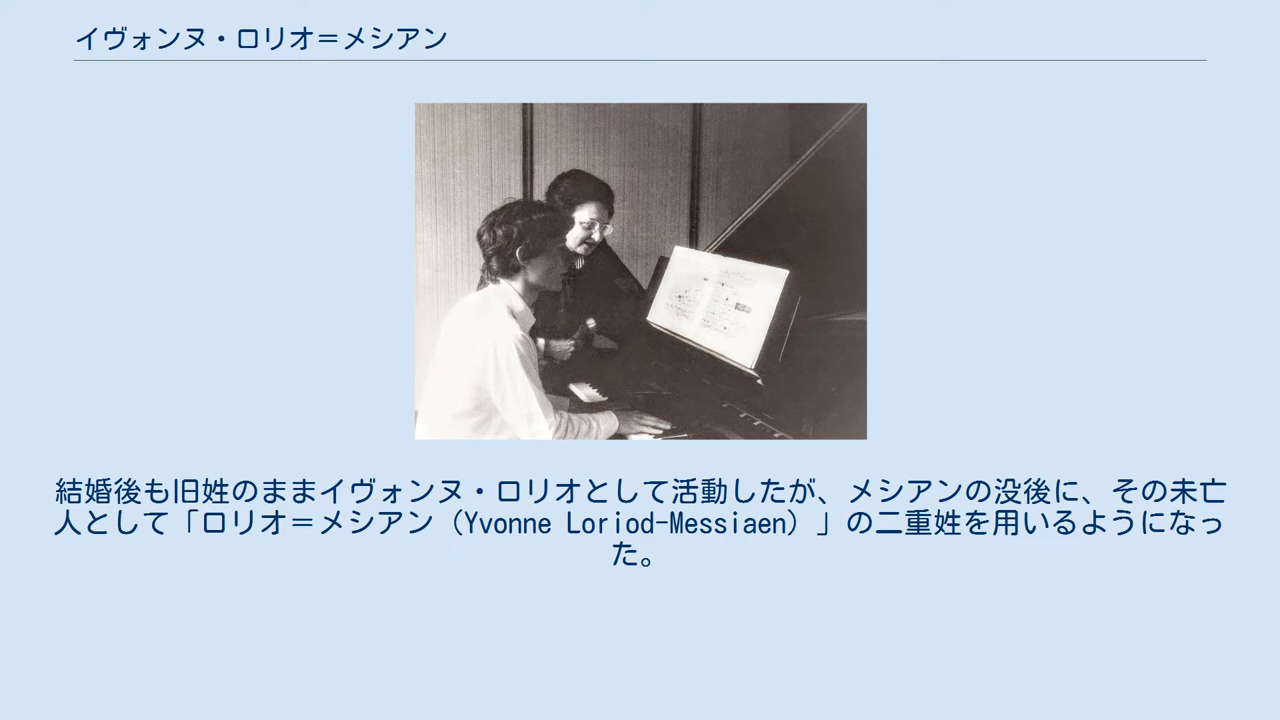 イヴォンヌ・ロリオ＝メシアン
結婚後も旧姓のままイヴォンヌ・ロリオとして活動したが、メシアンの没後に、その未亡
人として「ロリオ＝メシアン（Yvonne Loriod-Messiaen）」の二重姓を用いるようになっ
た。